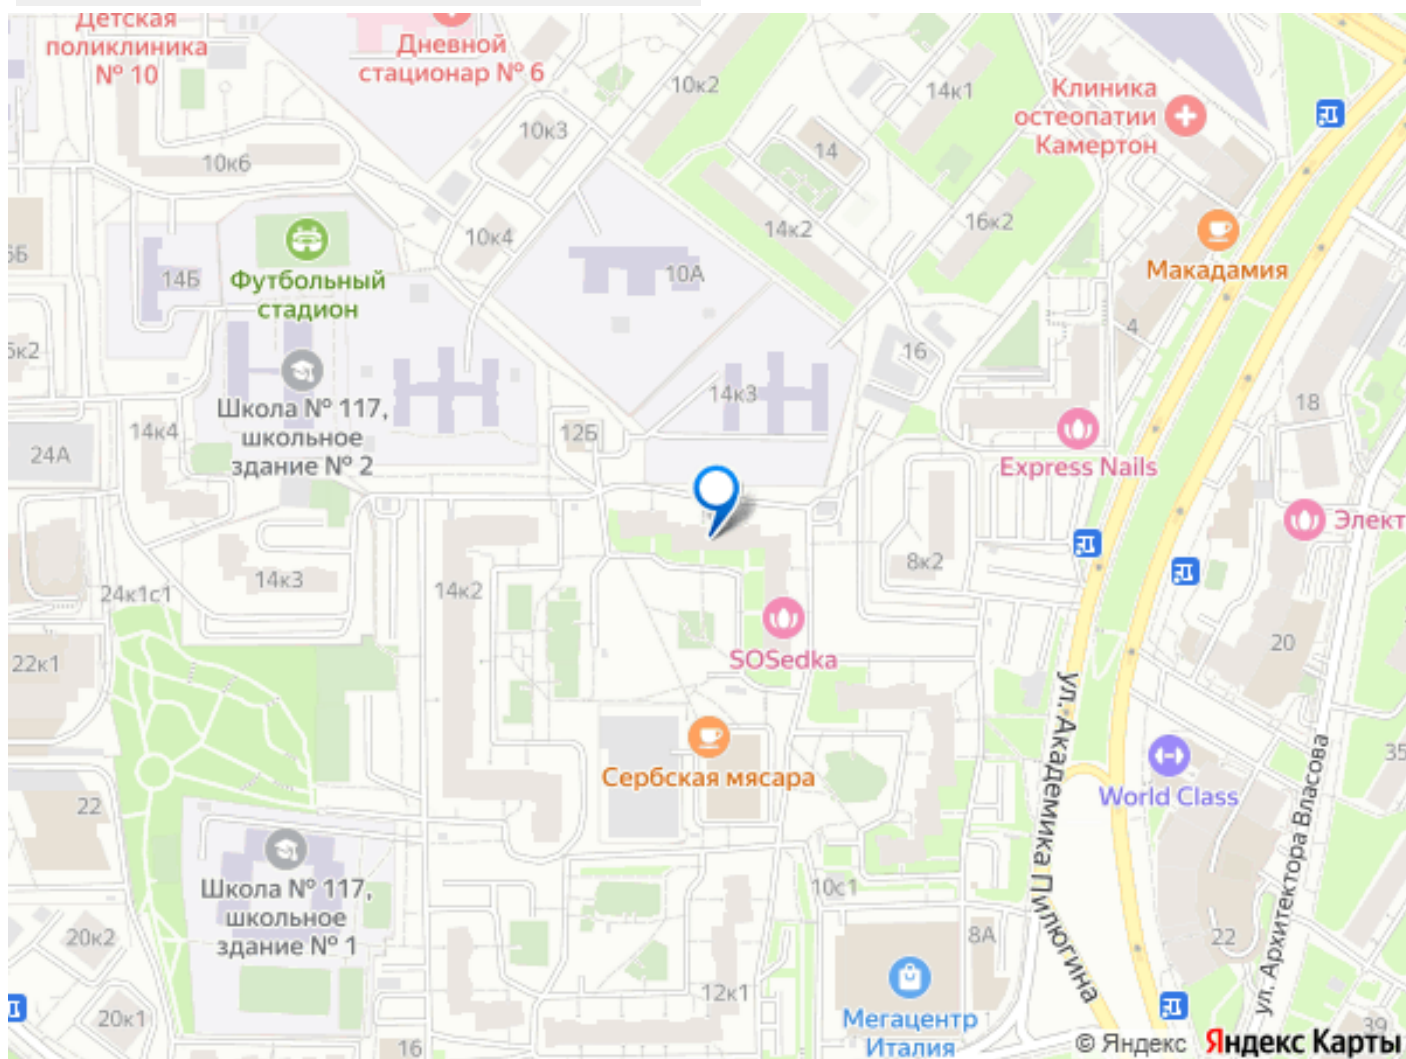 Детская
поликлиника
№ 10
Дневной
стационар № 6
10к2
14к1
Клиника
остеопатии
Камертон
10к3
14
10к6
14к2
16к2
10к4
Макадамия
14Б
Футбольный
стадион
10А
4
16
14к3
18
Школа № 117,
школьное
здание № 2
14к4
12Б
24А
Express Nails
Элект
8к2
14к3
14к2
24к1с1
20
22к1
SOSedka
ул. Академика Пилюгина
ул. Архитектора Власова
35
Сербская мясара
World Class
22
Школа № 117,
школьное
здание № 1
10с1
20к2
8А
22
12к1
20к1
Мегацентр
Италия
39
16
© Яндекс Яндекс Карты